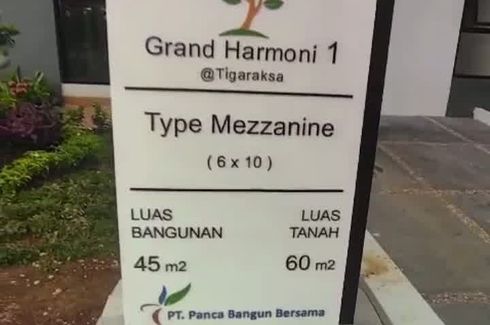 Grand Harmoni 1
@Tigaraksa
Type Mezzanine
( 6 x 10 )
LUAS BANGUNAN
45 m2
LUAS TANAH
60 m2
PT. Panca Bangun Bersama